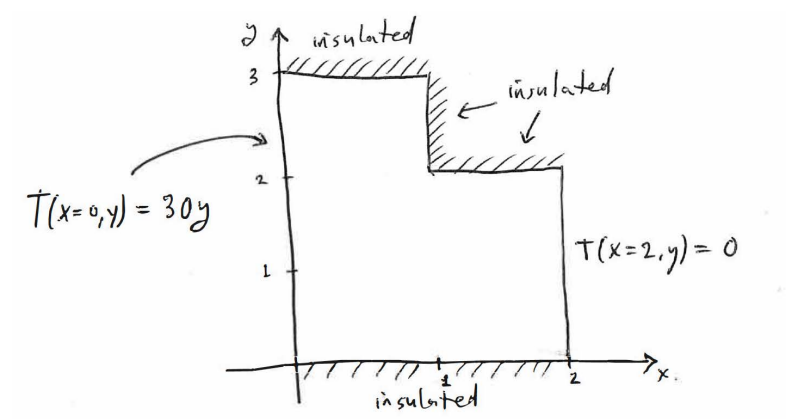 y
insulated
3
insulated
2
T(x=0,y) = 30y
T(x=2,y) = 0
1
1
2
x
insulated